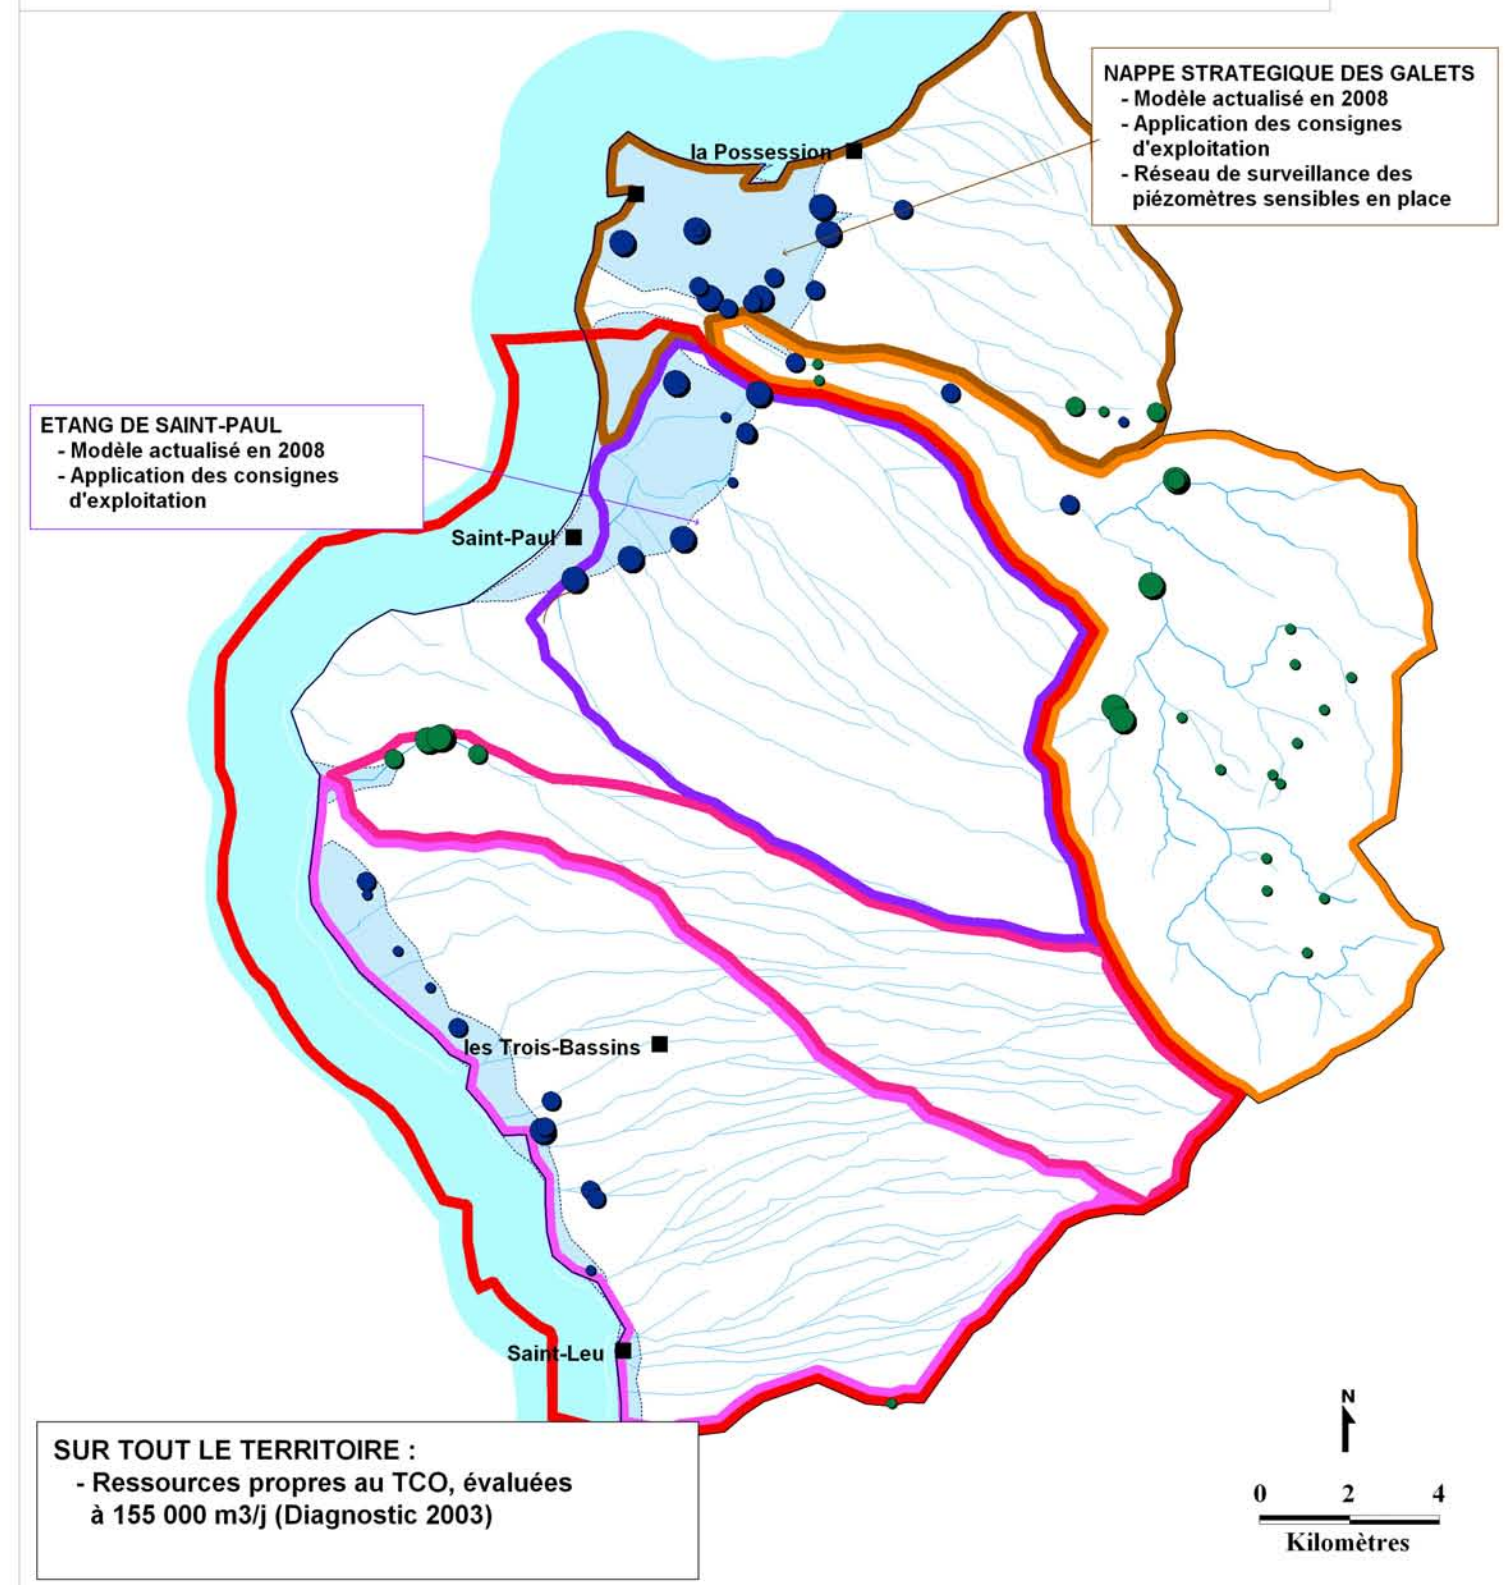 NAPPE STRATEGIQUE DES GALETS
- Modèle actualisé en 2008
- Application des consignes
d'exploitation
- Réseau de surveillance des
piézomètres sensibles en place
la Possession
ETANG DE SAINT-PAUL
- Modèle actualisé en 2008
- Application des consignes
d'exploitation
Saint-Paul
les Trois-Bassins
Saint-Leu
SUR TOUT LE TERRITOIRE :
- Ressources propres au TCO, évaluées
à 155 000 m3/j (Diagnostic 2003)
N
0 2 4
Kilomètres